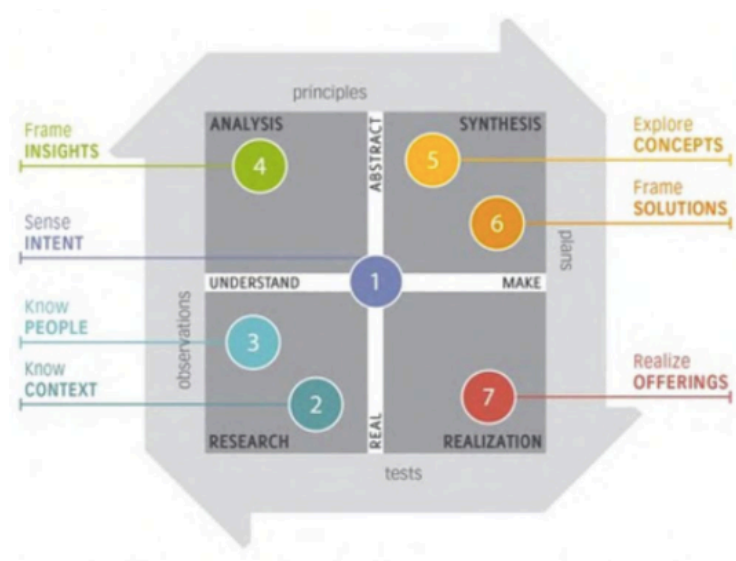 principles
ANALYSIS
SYNTHESIS
Frame
INSIGHTS
4
ABSTRACT
5
Explore
CONCEPTS
Frame
SOLUTIONS
6
Sense
INTENT
plans
UNDERSTAND
1
MAKE
observations
Know
PEOPLE
3
Know
CONTEXT
2
7
Realize
OFFERINGS
RESEARCH
REAL
REALIZATION
tests